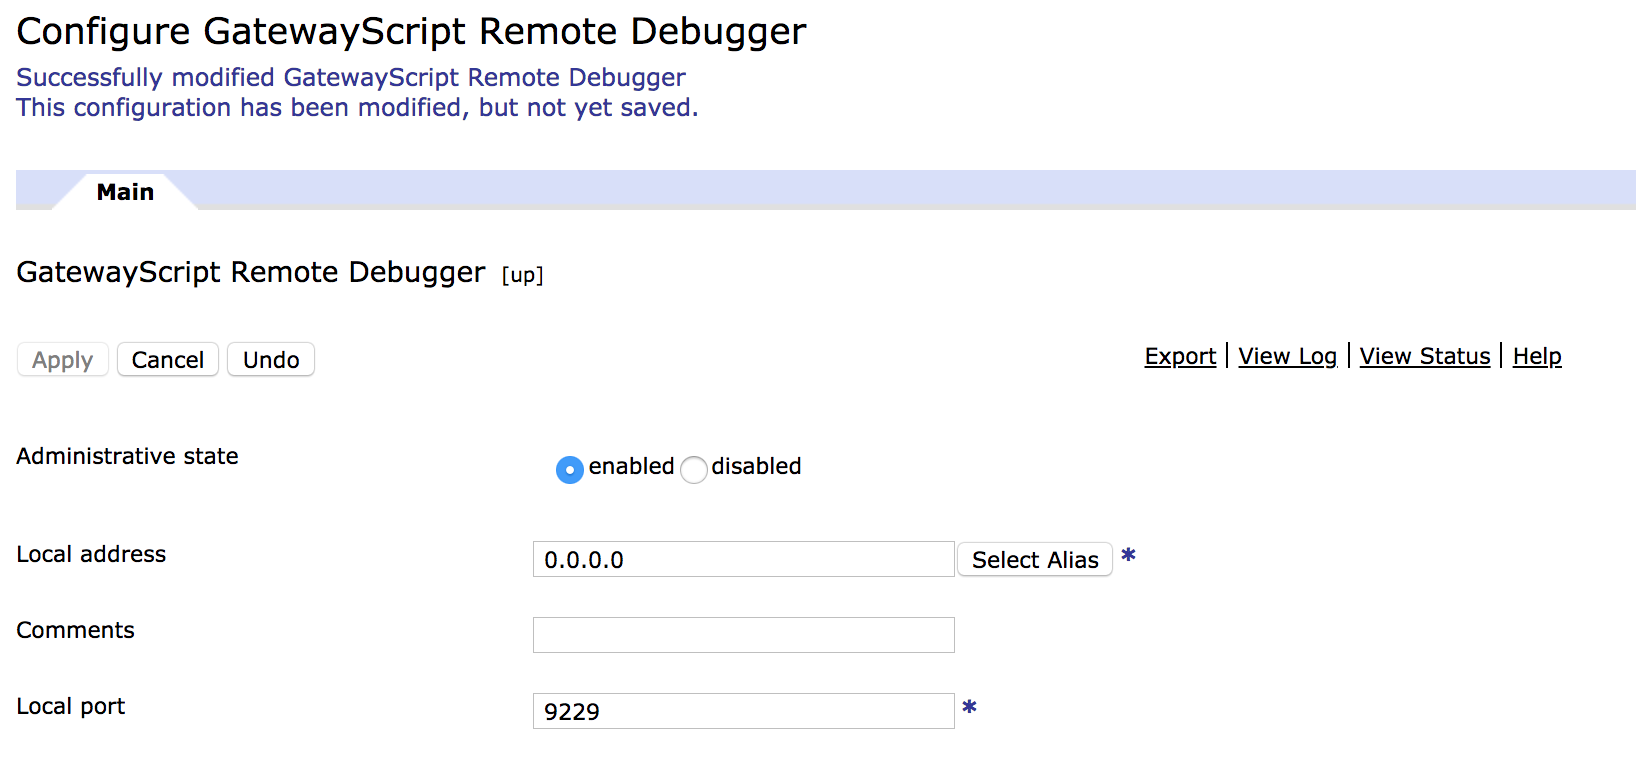 Configure GatewayScript Remote Debugger
Successfully modified GatewayScript Remote Debugger
This configuration has been modified, but not yet saved.
Main
GatewayScript Remote Debugger [up]
Apply Cancel Undo Export | View Log | View Status | Help
Administrative state enabled disabled
Local address 0.0.0.0 Select Alias *
Comments
Local port 9229 *